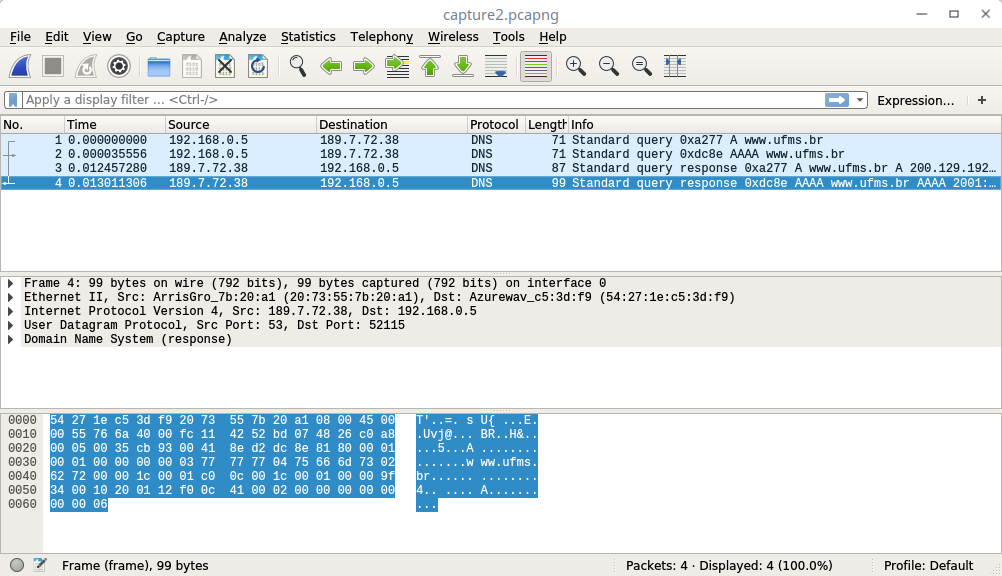 capture2.pcapng
File Edit View Go Capture Analyze Statistics Telephony Wireless Tools Help
Apply a display filter ... <Ctrl-/> Expression... +
No. Time Source Destination Protocol Length Info
1 0.000000000 192.168.0.5 189.7.72.38 DNS 71 Standard query 0xa277 A www.ufms.br
2 0.000035556 192.168.0.5 189.7.72.38 DNS 71 Standard query 0xdc8e AAAA www.ufms.br
3 0.012457280 189.7.72.38 192.168.0.5 DNS 87 Standard query response 0xa277 A www.ufms.br A 200.129.192…
4 0.013011306 189.7.72.38 192.168.0.5 DNS 99 Standard query response 0xdc8e AAAA www.ufms.br AAAA 2001:…
Frame 4: 99 bytes on wire (792 bits), 99 bytes captured (792 bits) on interface 0
Ethernet II, Src: ArrisGro_7b:20:a1 (20:73:55:7b:20:a1), Dst: Azurewav_c5:3d:f9 (54:27:1e:c5:3d:f9)
Internet Protocol Version 4, Src: 189.7.72.38, Dst: 192.168.0.5
User Datagram Protocol, Src Port: 53, Dst Port: 52115
Domain Name System (response)
0000 54 27 1e c5 3d f9 20 73 55 7b 20 a1 08 00 45 00 T'..=. s U{ ...E.
0010 00 55 76 6a 40 00 fc 11 42 52 bd 07 48 26 c0 a8 .Uvj@... BR..H&..
0020 00 05 00 35 cb 93 00 41 8e d2 dc 8e 81 80 00 01 ...5...A ........
0030 00 01 00 00 00 00 03 77 77 77 04 75 66 6d 73 02 .......w ww.ufms.
0040 62 72 00 00 1c 00 01 c0 0c 00 1c 00 01 00 00 9f br...... ........
0050 34 00 10 20 01 12 f0 0c 41 00 02 00 00 00 00 00 4.. .... A.......
0060 00 00 06 ...
Frame (frame), 99 bytes Packets: 4 · Displayed: 4 (100.0%) Profile: Default